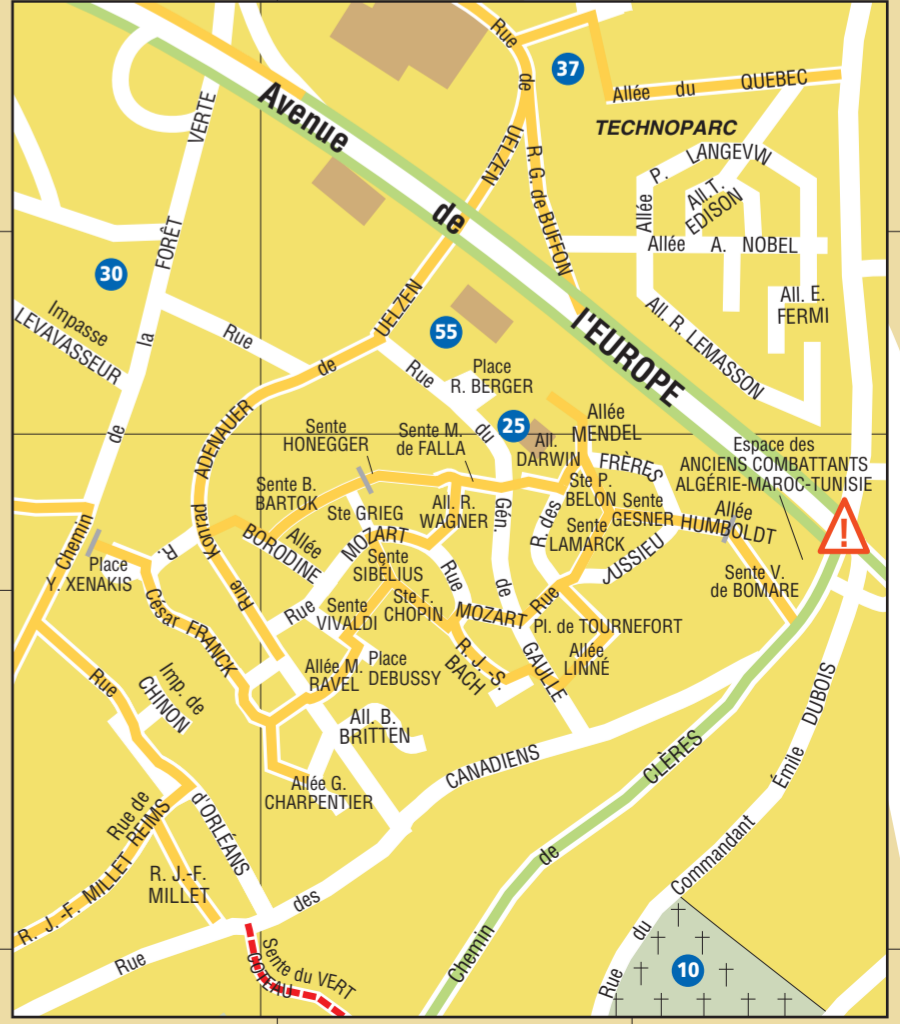 Rue
de
UELZEN
37
Allée du QUEBEC
TECHNOPARC
Avenue
de
l'EUROPE
VERTE
FORÊT
la
de
Chemin
R. G. de BUFFON
Allée P. LANGEVIN
All. T.
EDISON
Allée A. NOBEL
All. E.
FERMI
All. R. LEMASSON
30
Impasse
LEVAVASSEUR
Rue
de
UELZEN
55
Place
R. BERGER
Rue
du
Gén.
de
GAULLE
25
All.
DARWIN
Allée
MENDEL
Espace des
ANCIENS COMBATTANTS
ALGÉRIE-MAROC-TUNISIE
!
Sente
HONEGGER
Sente M.
de FALLA
Sente B.
BARTOK
Ste GRIEG
All. R.
WAGNER
R. des
FRÈRES
Ste P.
BELON
Sente
GESNER
Sente
LAMARCK
Rue
JUSSIEU
Allée
HUMBOLDT
Sente V.
de BOMARE
ADENAUER
Konrad
Rue
Allée
BORODINE
Rue
MOZART
Rue
MOZART
Sente
SIBÉLIUS
Ste F.
CHOPIN
Sente
VIVALDI
Place
Y. XENAKIS
R.
César FRANCK
Pl. de TOURNEFORT
Allée
LINNÉ
R. J.-S.
BACH
Allée M.
RAVEL
Place
DEBUSSY
All. B.
BRITTEN
Allée G.
CHARPENTIER
Imp. de
CHINON
Rue
d'ORLÉANS
Rue de
REIMS
R. J.-F. MILLET
R. J.-F.
MILLET
Rue
des
CANADIENS
Sente du VERT
COTEAU
Chemin
de
CLÈRES
Rue
du
Commandant
Émile
DUBOIS
10